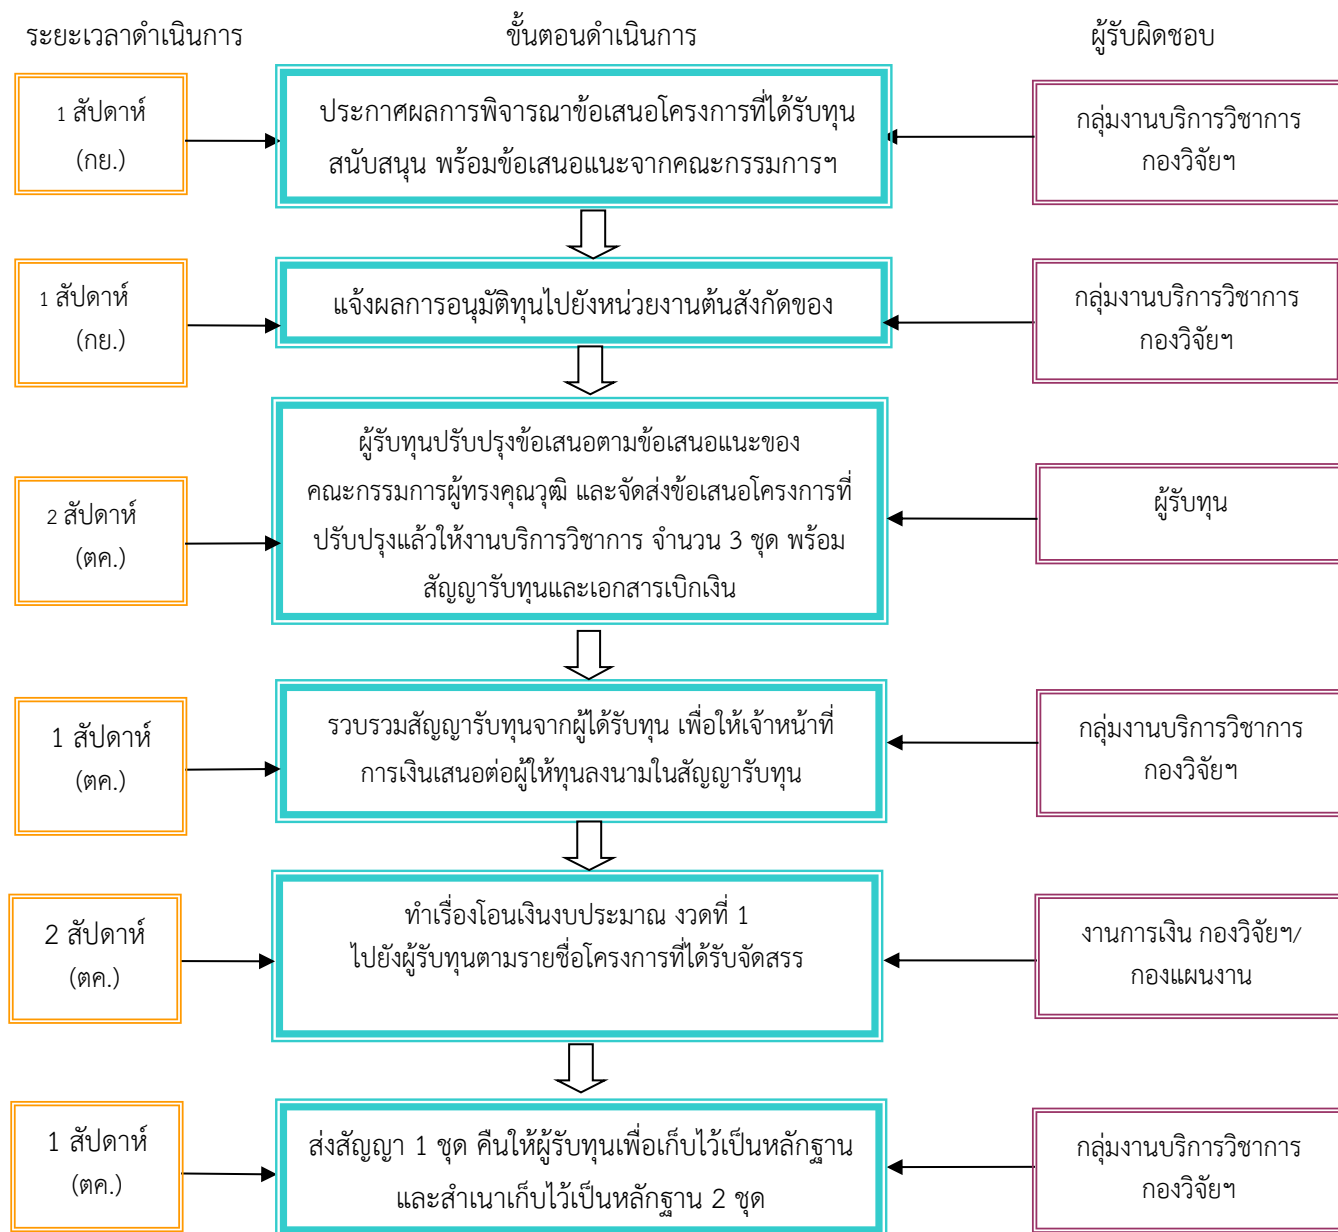 ระยะเวลาดำเนินการ
ขั้นตอนดำเนินการ
ผู้รับผิดชอบ
1 สัปดาห์
(กย.)
ประกาศผลการพิจารณาข้อเสนอโครงการที่ได้รับทุน
สนับสนุน พร้อมข้อเสนอแนะจากคณะกรรมการฯ
กลุ่มงานบริการวิชาการ
กองวิจัยฯ
1 สัปดาห์
(กย.)
แจ้งผลการอนุมัติทุนไปยังหน่วยงานต้นสังกัดของ
กลุ่มงานบริการวิชาการ
กองวิจัยฯ
2 สัปดาห์
(ตค.)
ผู้รับทุนปรับปรุงข้อเสนอตามข้อเสนอแนะของ
คณะกรรมการผู้ทรงคุณวุฒิ และจัดส่งข้อเสนอโครงการที่
ปรับปรุงแล้วให้งานบริการวิชาการ จำนวน 3 ชุด พร้อม
สัญญารับทุนและเอกสารเบิกเงิน
ผู้รับทุน
1 สัปดาห์
(ตค.)
รวบรวมสัญญารับทุนจากผู้ได้รับทุน เพื่อให้เจ้าหน้าที่
การเงินเสนอต่อผู้ให้ทุนลงนามในสัญญารับทุน
กลุ่มงานบริการวิชาการ
กองวิจัยฯ
2 สัปดาห์
(ตค.)
ทำเรื่องโอนเงินงบประมาณ งวดที่ 1
ไปยังผู้รับทุนตามรายชื่อโครงการที่ได้รับจัดสรร
งานการเงิน กองวิจัยฯ/
กองแผนงาน
1 สัปดาห์
(ตค.)
ส่งสัญญา 1 ชุด คืนให้ผู้รับทุนเพื่อเก็บไว้เป็นหลักฐาน
และสำเนาเก็บไว้เป็นหลักฐาน 2 ชุด
กลุ่มงานบริการวิชาการ
กองวิจัยฯ